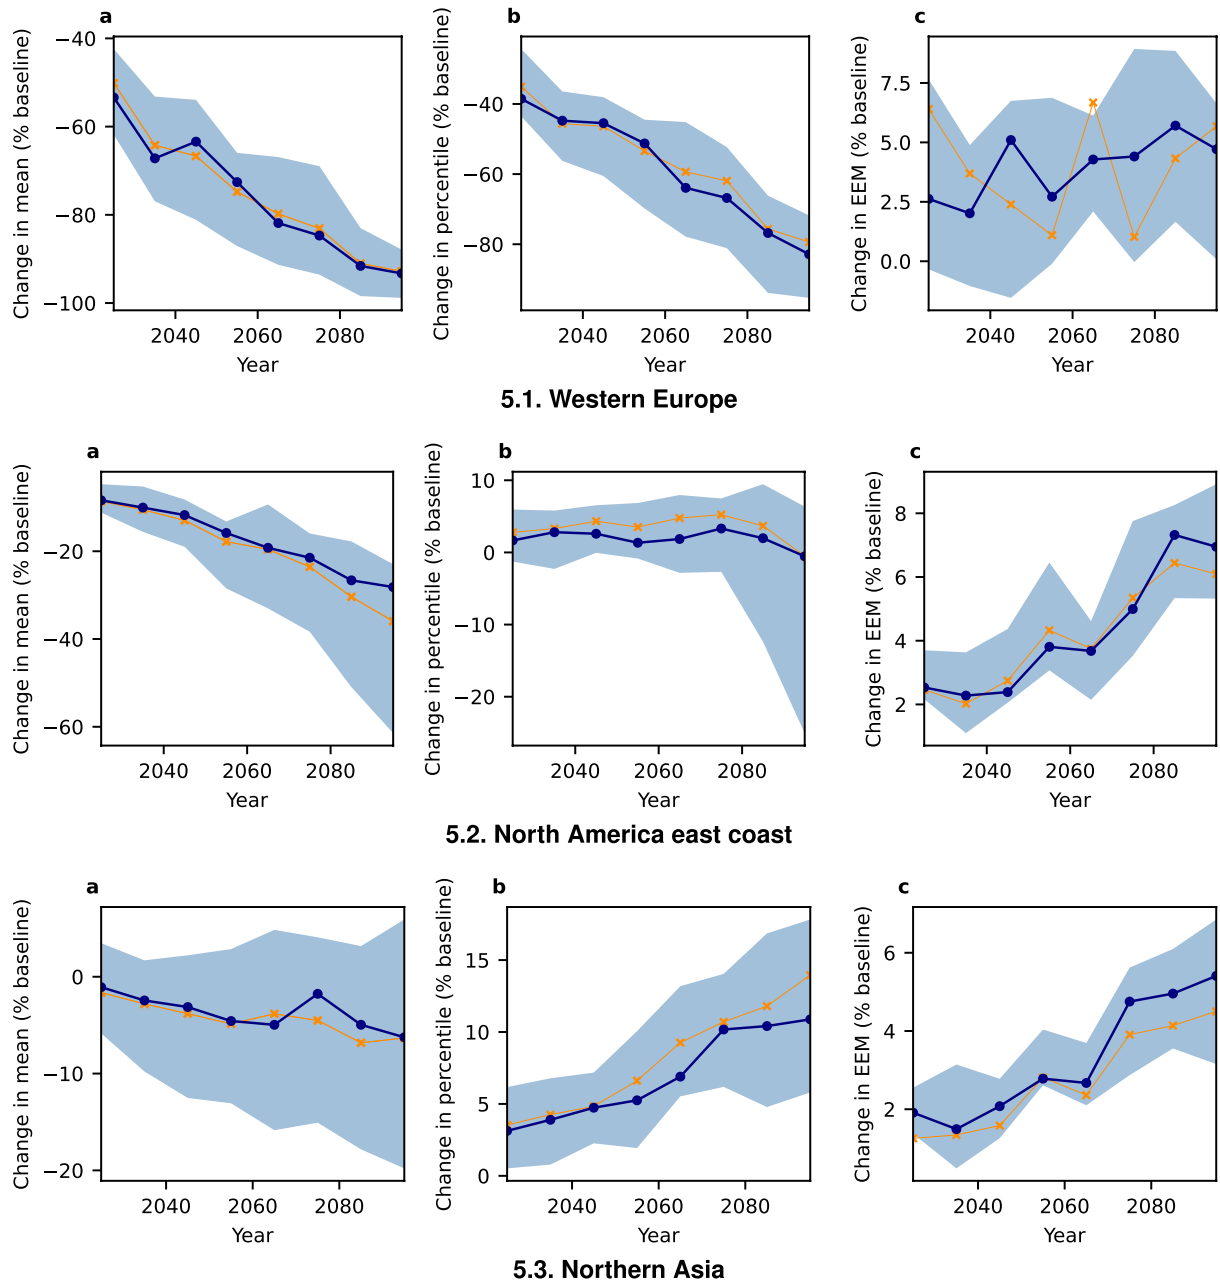 a
b
c
Change in mean (% baseline)
−40
−60
−80
−100
2040 2060 2080
Year
Change in percentile (% baseline)
−40
−60
−80
2040 2060 2080
Year
Change in EEM (% baseline)
7.5
5.0
2.5
0.0
2040 2060 2080
Year
5.1. Western Europe
a
b
c
Change in mean (% baseline)
−20
−40
−60
2040 2060 2080
Year
Change in percentile (% baseline)
10
0
−10
−20
2040 2060 2080
Year
Change in EEM (% baseline)
8
6
4
2
2040 2060 2080
Year
5.2. North America east coast
a
b
c
Change in mean (% baseline)
0
−10
−20
2040 2060 2080
Year
Change in percentile (% baseline)
15
10
5
0
2040 2060 2080
Year
Change in EEM (% baseline)
6
4
2
2040 2060 2080
Year
5.3. Northern Asia